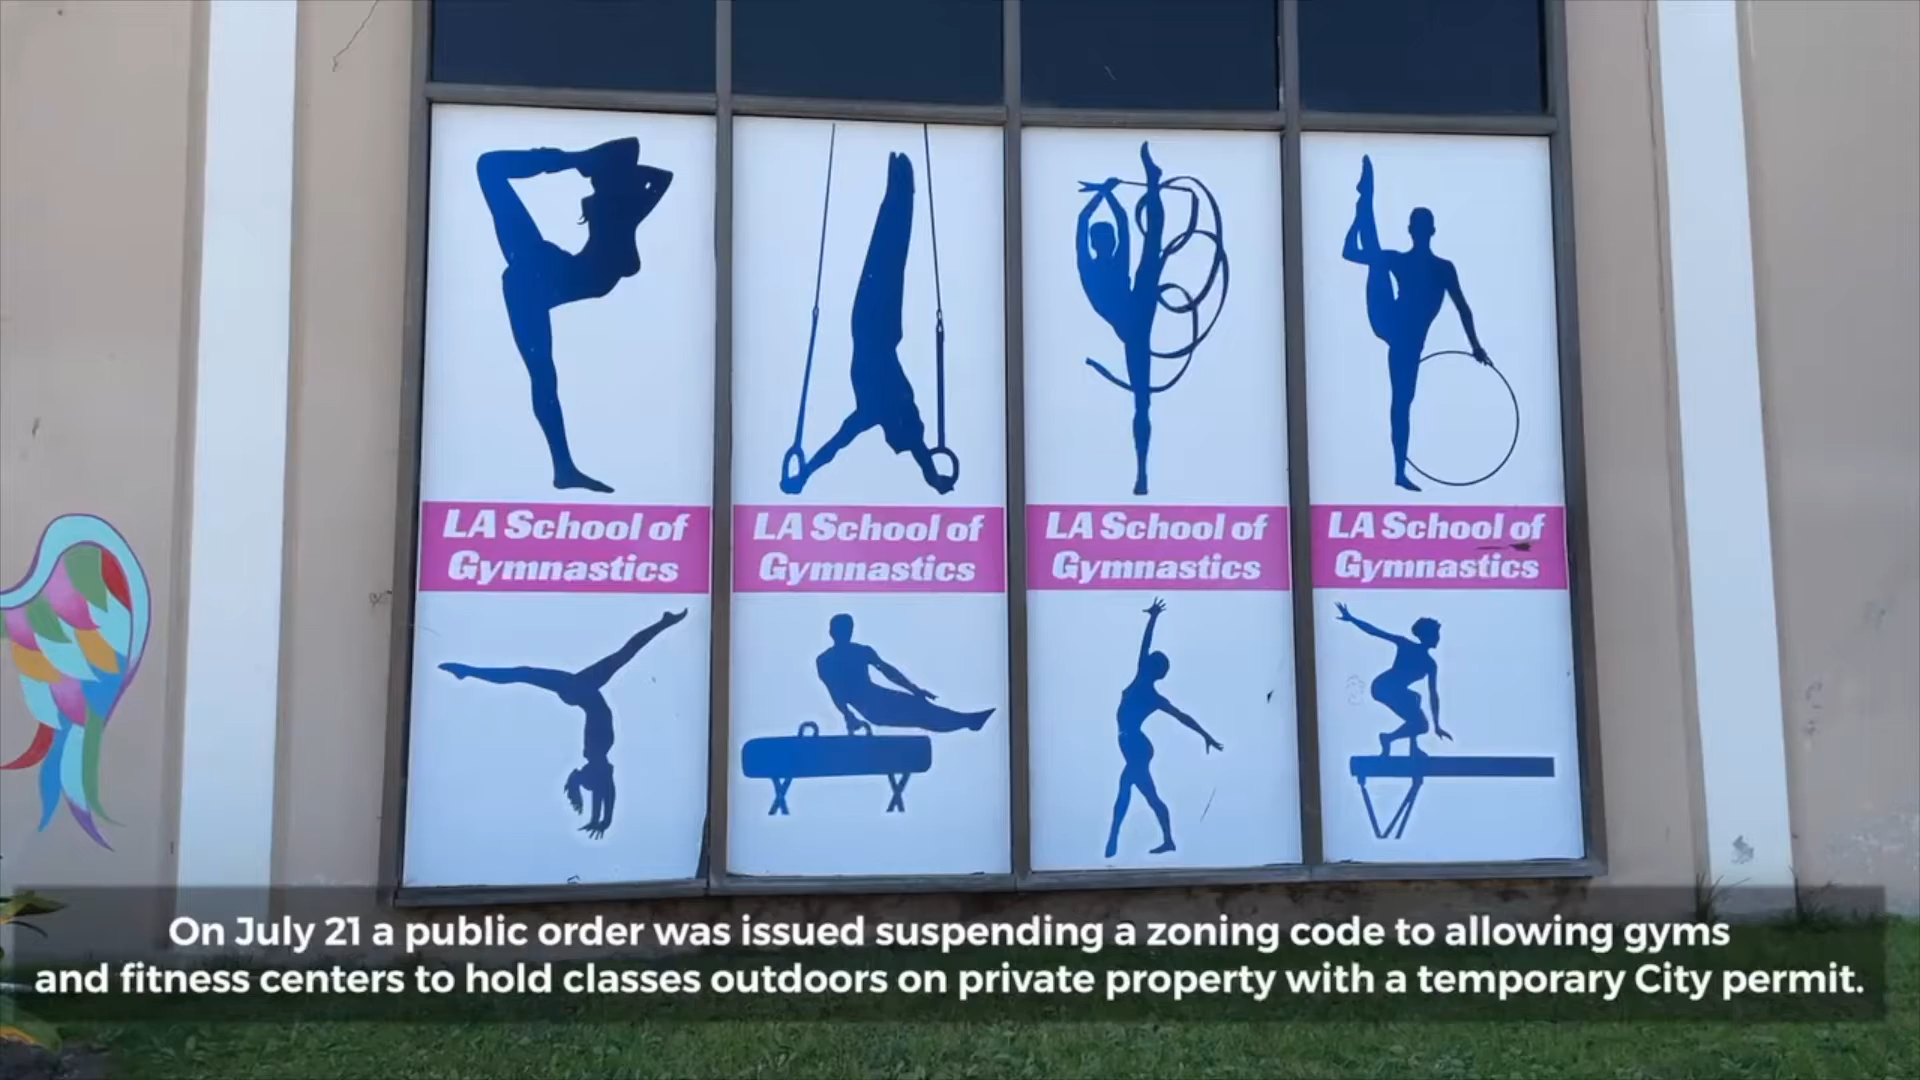 LA School of
Gymnastics
LA School of
Gymnastics
LA School of
Gymnastics
LA School of
Gymnastics
On July 21 a public order was issued suspending a zoning code to allowing gyms
and fitness centers to hold classes outdoors on private property with a temporary City permit.